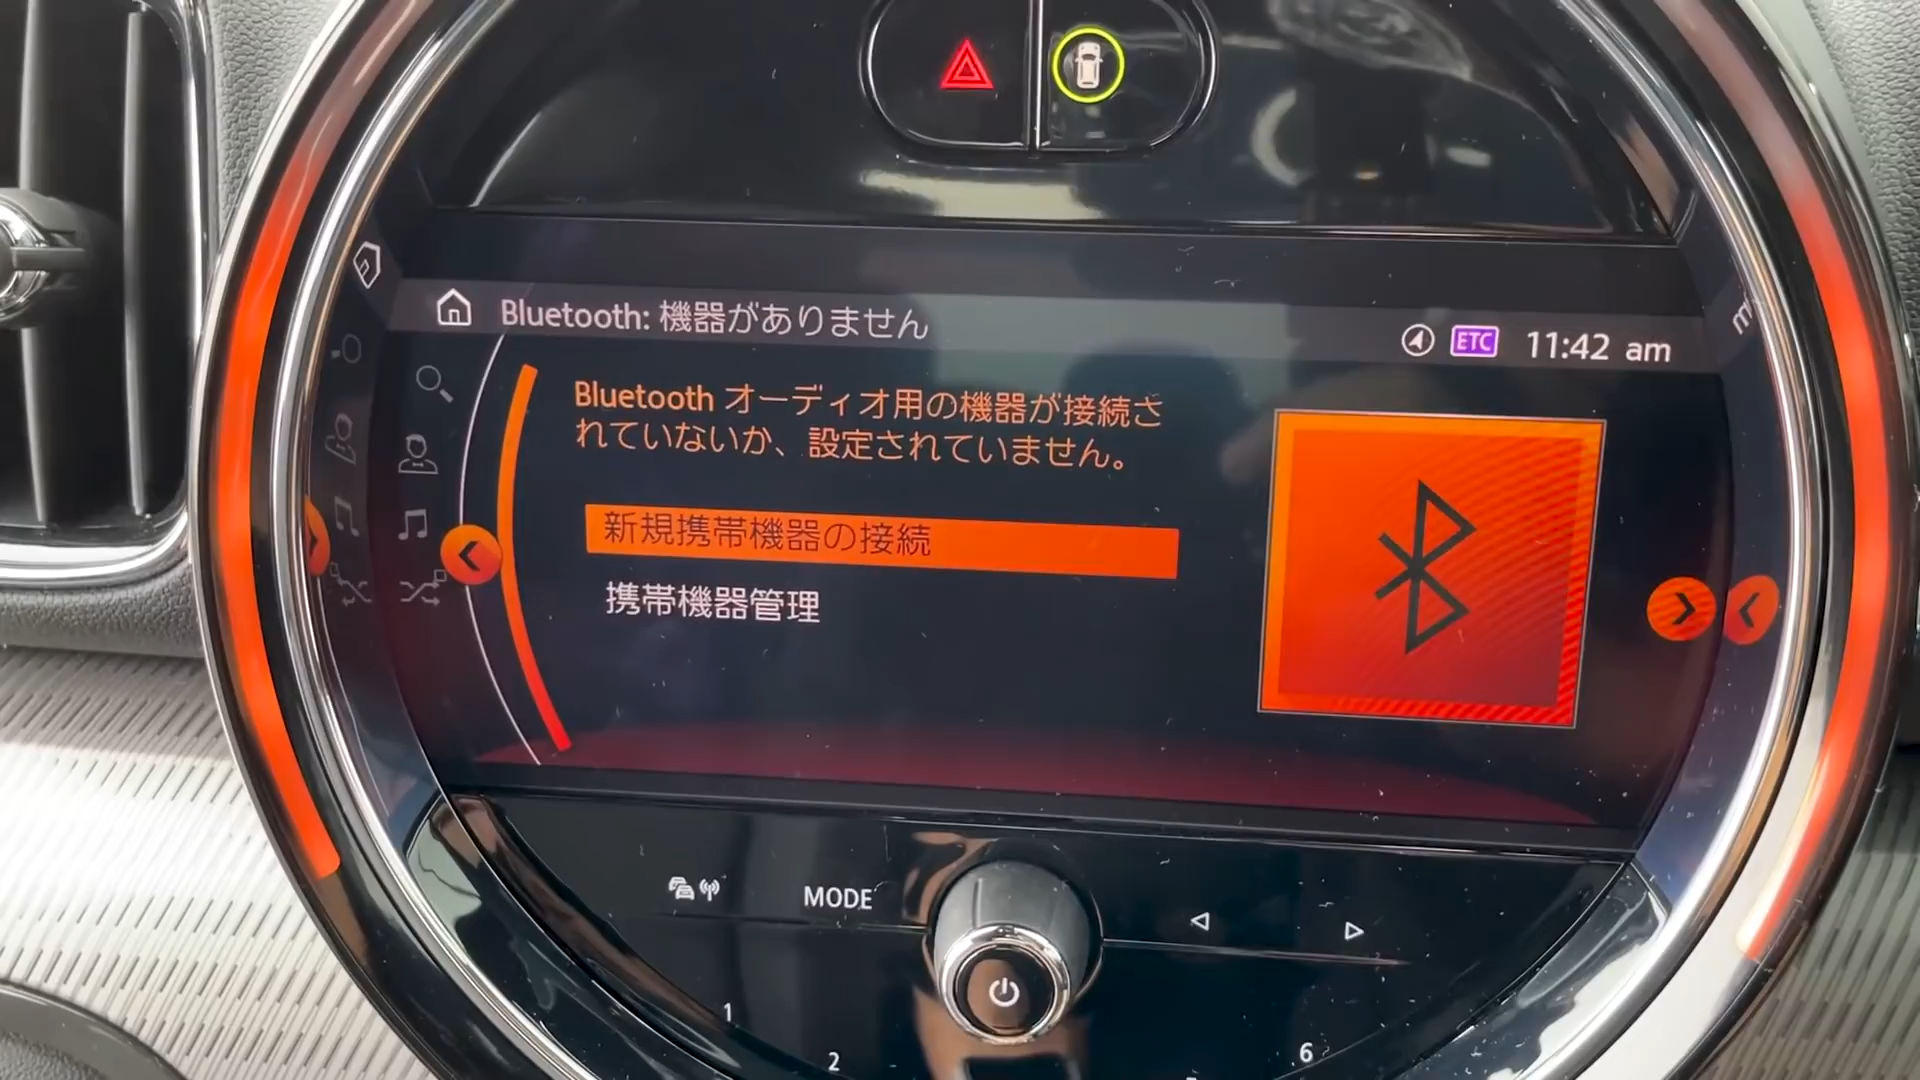 Bluetooth: 機器がありません
ETC 11:42 am
Bluetooth オーディオ用の機器が接続さ
れていないか、設定されていません。
新規携帯機器の接続
携帯機器管理
MODE
1
2
6